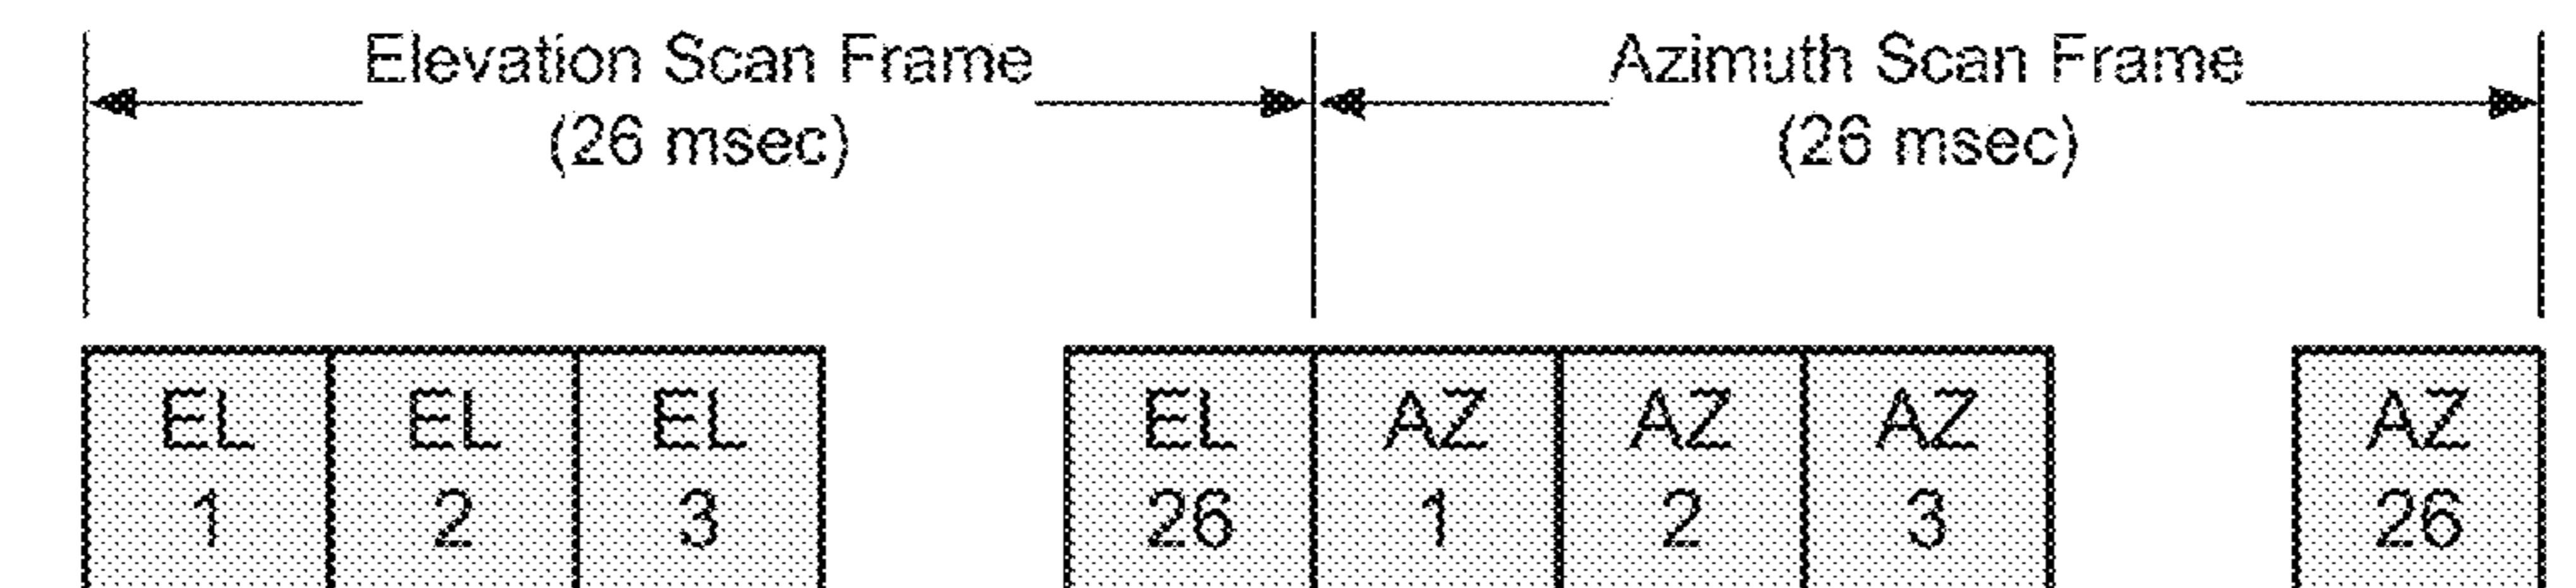 Elevation Scan Frame
(26 msec)
Azimuth Scan Frame
(26 msec)
EL
1
EL
2
EL
3
EL
26
AZ
1
AZ
2
AZ
3
AZ
26